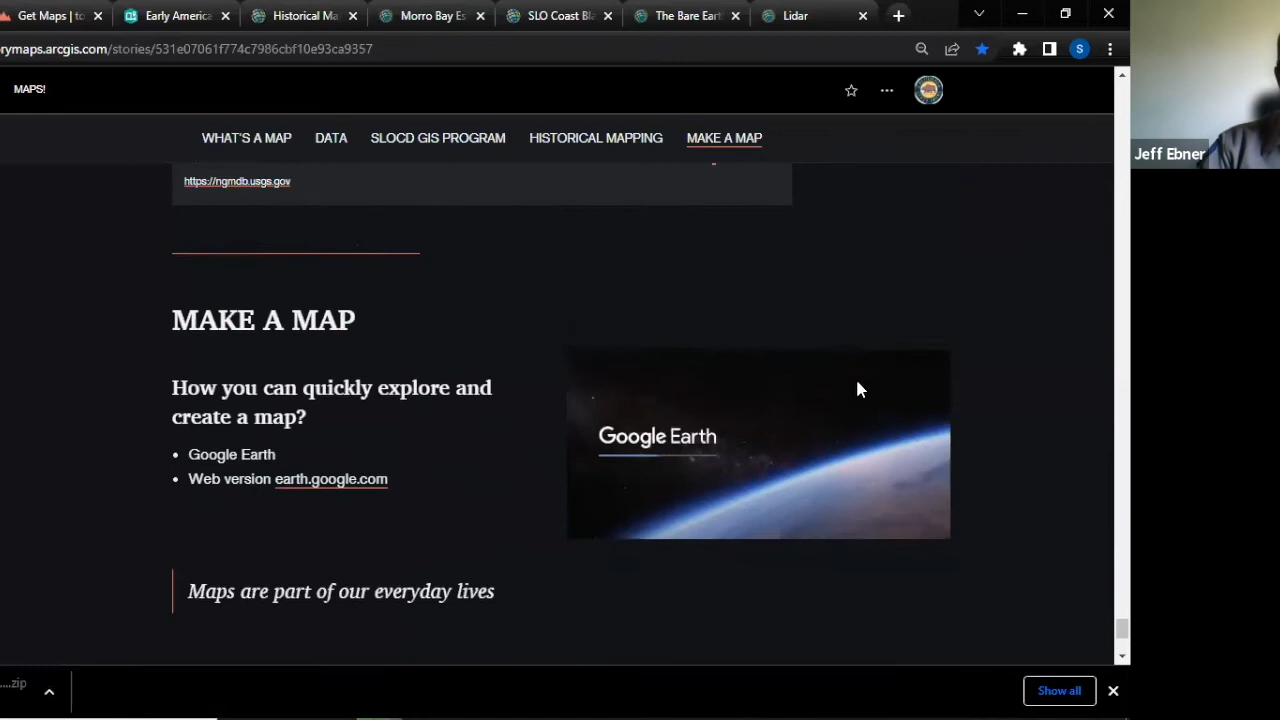 Get Maps | to
Early America
Historical Ma
Morro Bay Es
SLO Coast Bla
The Bare Eart
Lidar
rymaps.arcgis.com/stories/531e07061f774c7986cbf10e93ca9357
S
MAPS!
WHAT'S A MAP
DATA
SLOCD GIS PROGRAM
HISTORICAL MAPPING
MAKE A MAP
Jeff Ebner
https://ngmdb.usgs.gov
MAKE A MAP
How you can quickly explore and
create a map?
• Google Earth
• Web version earth.google.com
Google Earth
Maps are part of our everyday lives
....zip
Show all